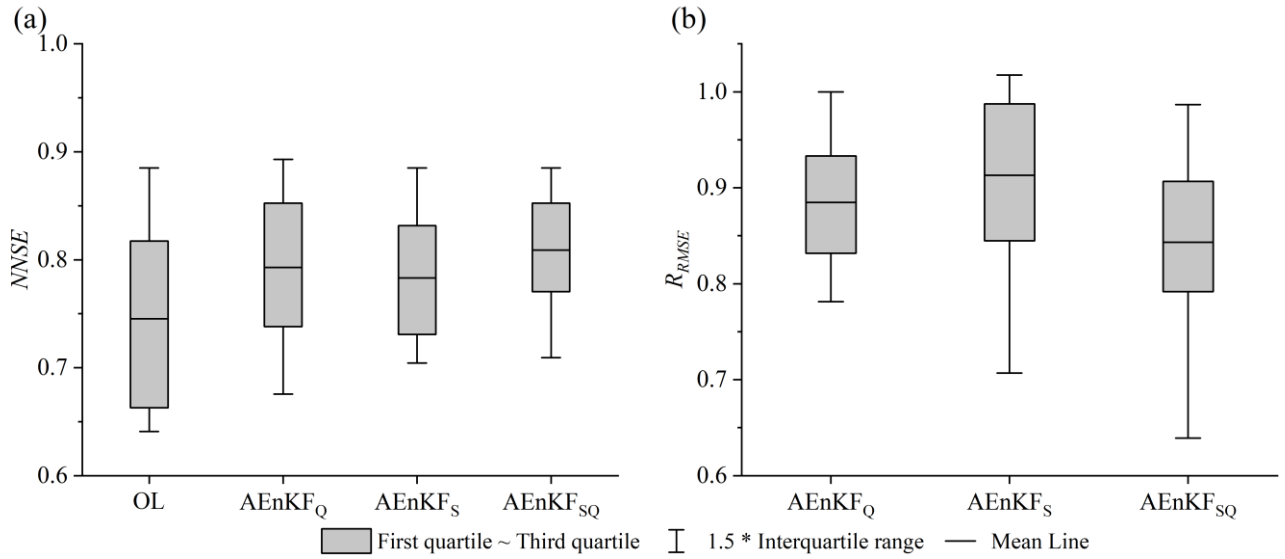 (a)
1.0
0.9
0.8
0.7
0.6
NNSE
OL
AEnKF_Q
AEnKF_S
AEnKF_SQ
(b)
1.0
0.9
0.8
0.7
0.6
R_RMSE
AEnKF_Q
AEnKF_S
AEnKF_SQ
First quartile ~ Third quartile
1.5 * Interquartile range
Mean Line